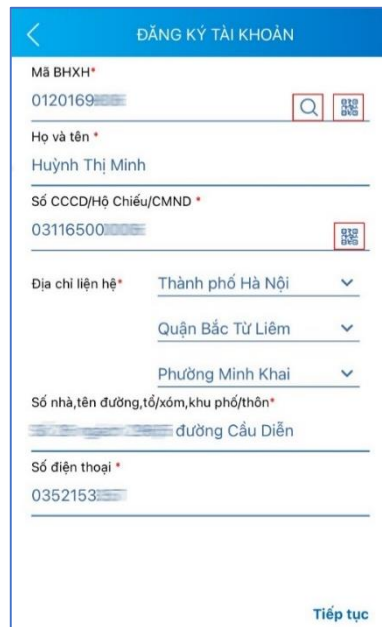 ĐĂNG KÝ TÀI KHOẢN
Mã BHXH*
0120169
Họ và tên *
Huỳnh Thị Minh
Số CCCD/Hộ Chiếu/CMND *
03116500
Địa chỉ liên hệ* Thành phố Hà Nội
Quận Bắc Từ Liêm
Phường Minh Khai
Số nhà,tên đường,tổ/xóm,khu phố/thôn*
đường Cầu Diễn
Số điện thoại *
0352153
Tiếp tục